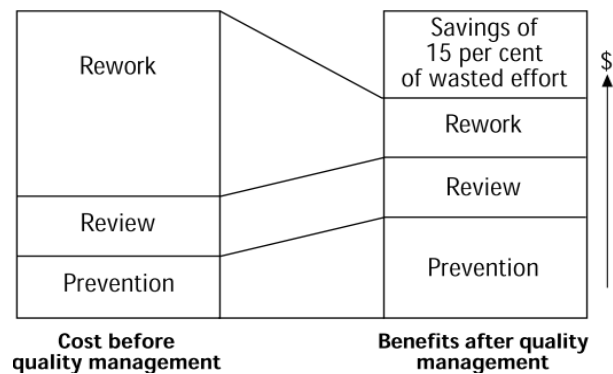 Rework
Review
Prevention
Cost before
quality management
Savings of
15 per cent
of wasted effort
Rework
Review
Prevention
Benefits after quality
management
$